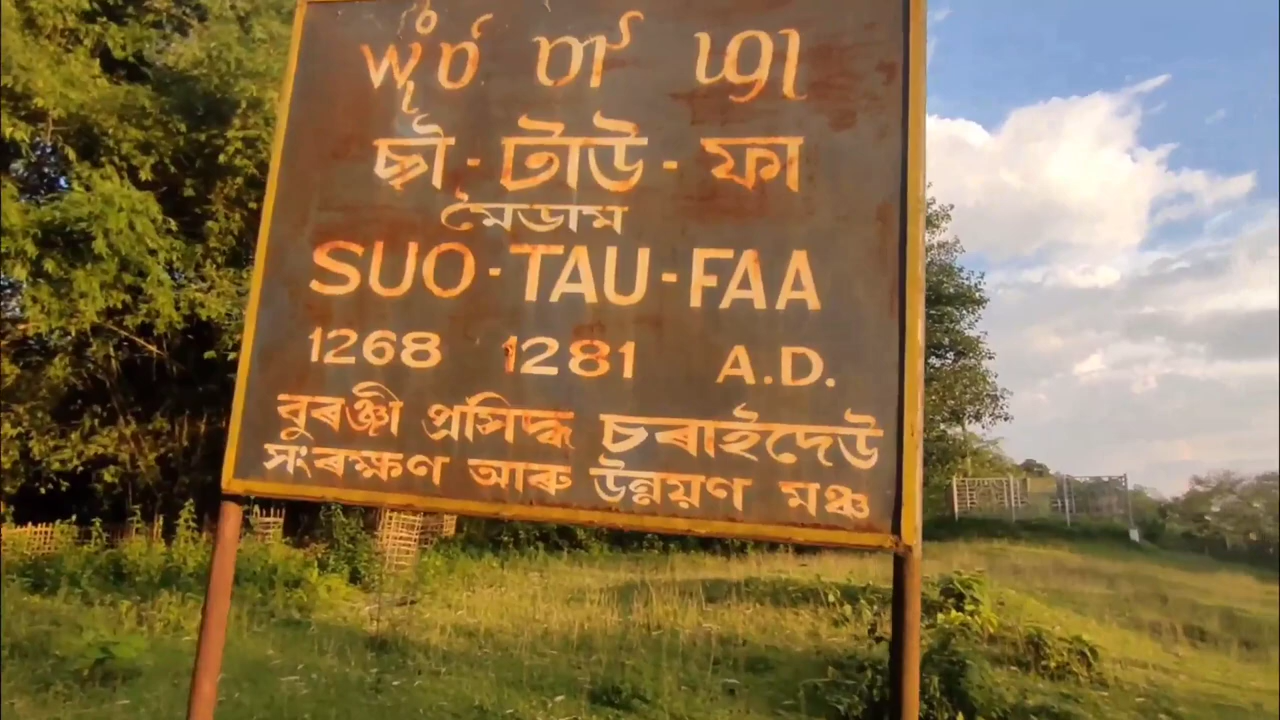 - টাউ - ফা
মৈডাম
SUO - TAU - FAA
1268 1281 A.D.
বুৰঞ্জী প্ৰসিদ্ধ চৰাইদেউ
সংৰক্ষণ আৰু উন্নয়ণ মঞ্চ